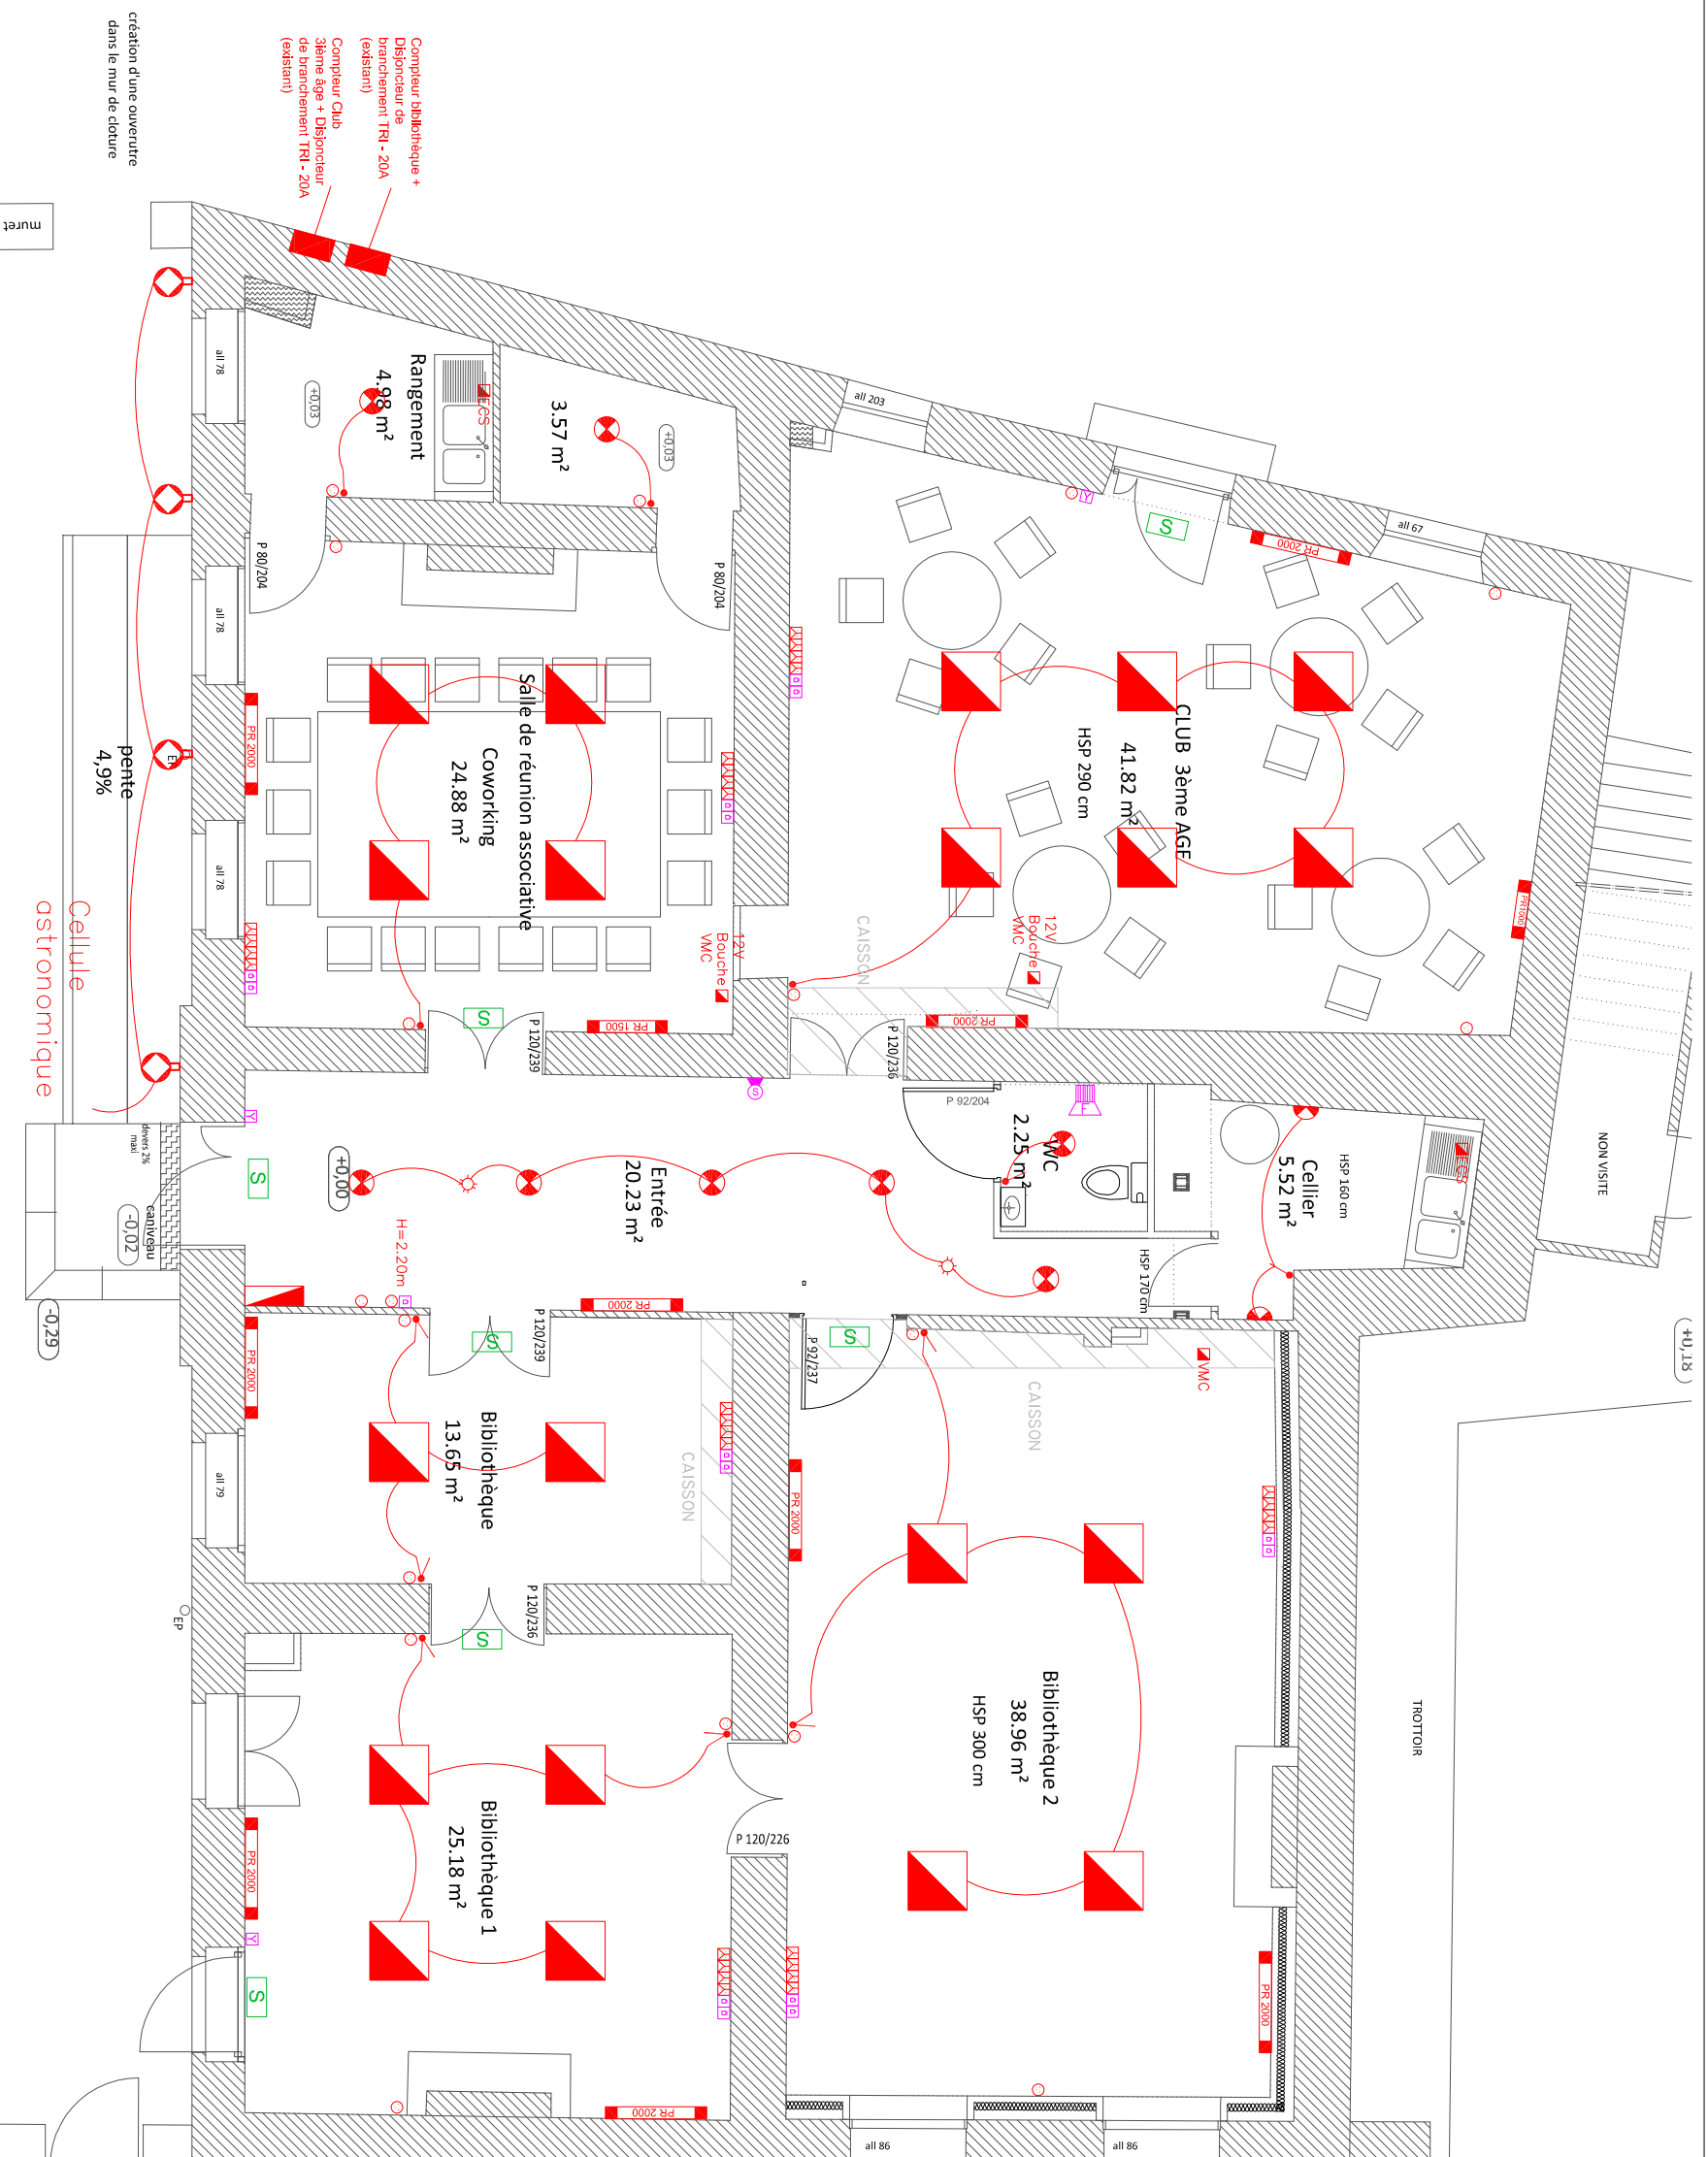 création d'une ouverutre
dans le mur de cloture
Compteur bibliothèque +
Disjoncteur de
branchement TRI - 20A
(existant)
Compteur Club
3ième âge + Disjoncteur
de branchement TRI - 20A
(existant)
muret
all 78
+0,03
Rangement
4.98 m²
ECS
3.57 m²
+0,03
P 80/204
P 80/204
all 78
all 78
PR 2000
Salle de réunion associative
Coworking
24.88 m²
pente
4,9%
Cellule
astronomique
12V
Bouche
VMC
PR 1500
P 120/239
S
all 203
S
PR 2000
all 67
CLUB 3ème AGE
41.82 m²
HSP 290 cm
CAISSON
12V
Bouche
VMC
PR1000
PR 2000
P 120/236
P 92/204
WC
2.25 m²
F
HSP 160 cm
Cellier
5.52 m²
ECS
HSP 170 cm
NON VISITE
+0,18
TROTTOIR
Y
S
devers 2%
maxi
caniveau
-0,02
-0,29
+0,00
Entrée
20.23 m²
S
H=2.20m
PR 2000
P 120/239
S
P 92/237
S
VMC
CAISSON
PR 2000
all 79
Bibliothèque
13.65 m²
CAISSON
PR 2000
EP
P 120/236
S
Bibliothèque 2
38.96 m²
HSP 300 cm
P 120/226
Bibliothèque 1
25.18 m²
PR 2000
Y
S
PR 2000
PR 2000
all 86
all 86